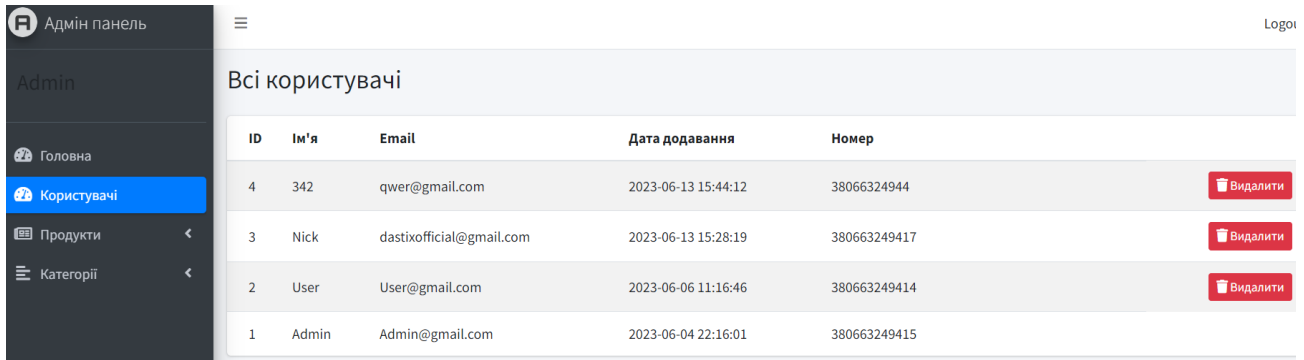 Адмін панель
Logou
Admin
Всі користувачі
Головна
Користувачі
Продукти
Категорії
ID Ім'я Email Дата додавання Номер
4 342 qwer@gmail.com 2023-06-13 15:44:12 38066324944 Видалити
3 Nick dastixofficial@gmail.com 2023-06-13 15:28:19 380663249417 Видалити
2 User User@gmail.com 2023-06-06 11:16:46 380663249414 Видалити
1 Admin Admin@gmail.com 2023-06-04 22:16:01 380663249415